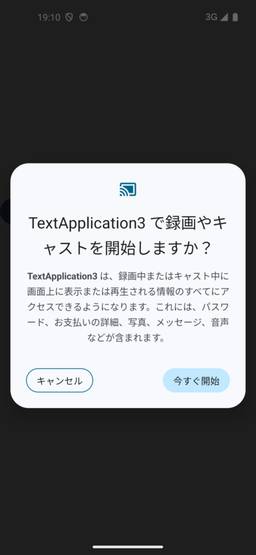 19:10
3G
TextApplication3 で録画やキ
ャストを開始しますか？
TextApplication3 は、録画中またはキャスト中に
画面上に表示または再生される情報のすべてにア
クセスできるようになります。これには、パスワ
ード、お支払いの詳細、写真、メッセージ、音声
などが含まれます。
キャンセル
今すぐ開始